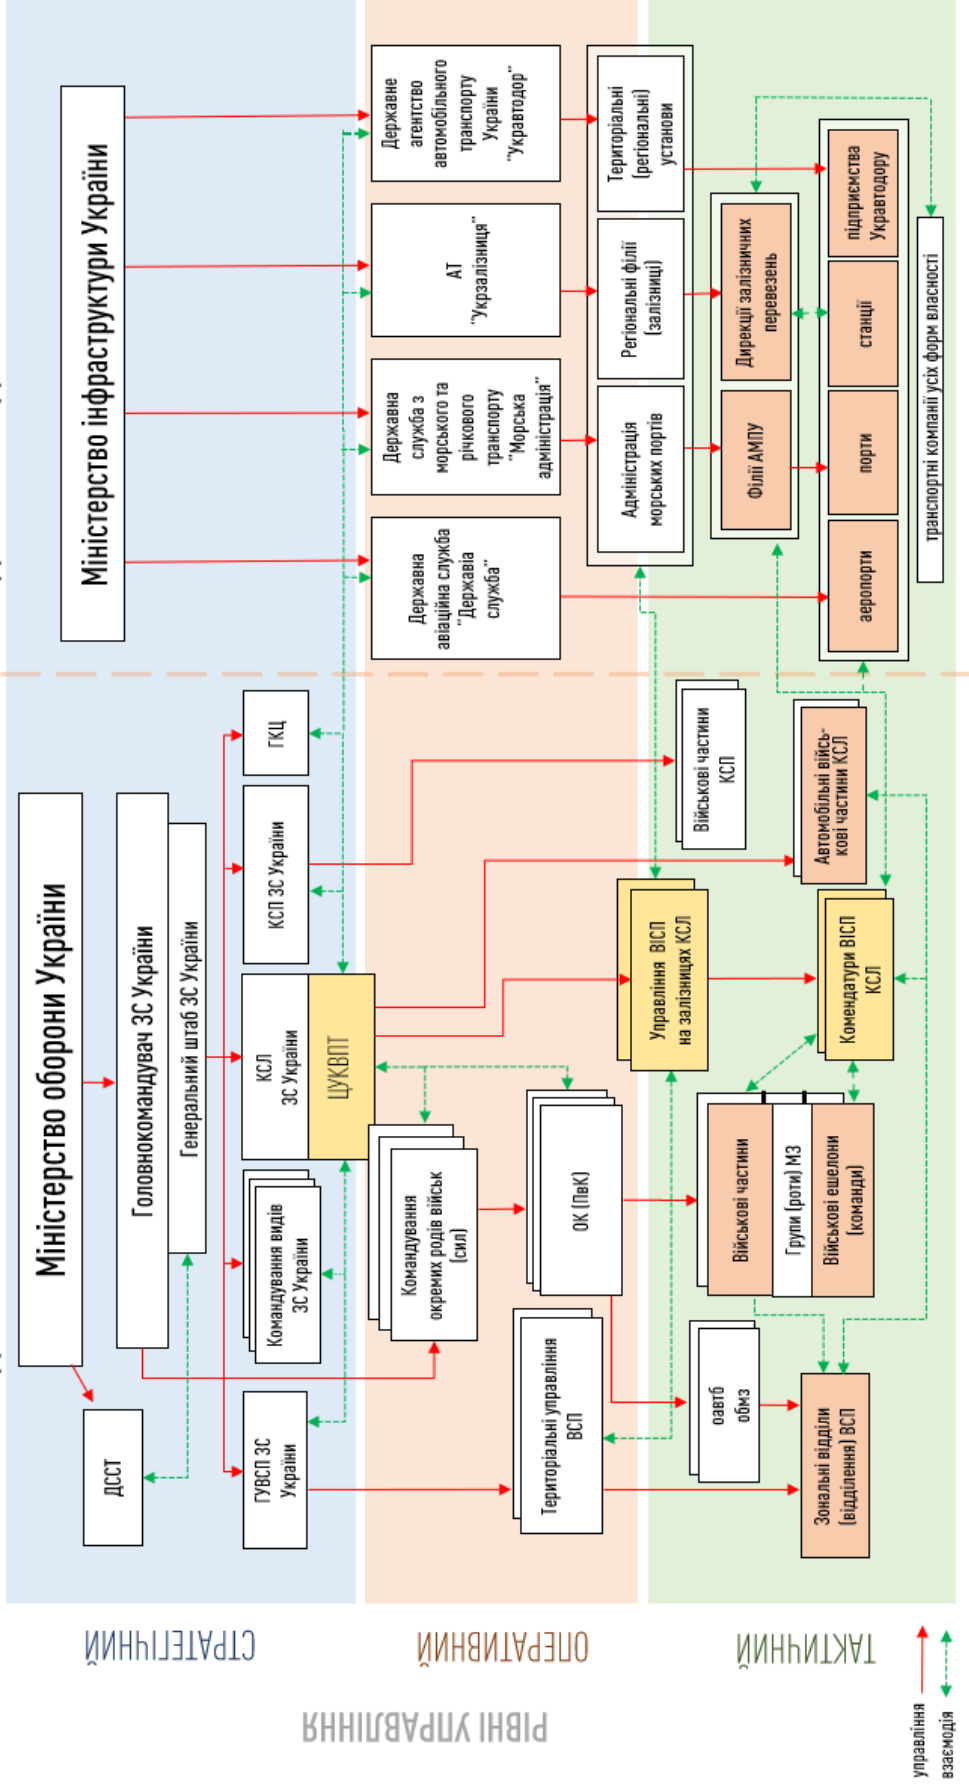 Міністерство оборони України
Міністерство інфраструктури України
ДССТ
Головнокомандувач ЗС України
Генеральний штаб ЗС України
ГУВСП ЗС
України
Командування видів
ЗС України
КСЛ
ЗС України
ЦУКВПТ
КСП ЗС України
ГКЦ
Командування
окремих родів військ
(сил)
Державна
авіаційна служба
"Державіа
служба"
Державна
служба з
морського та
річкового
транспорту
"Морська
адміністрація"
АТ
"Укрзалізниця"
Державне
агентство
автомобільного
транспорту
України
"Укравтодор"
Територіальні управління
ВСП
ОК (ПвК)
Управління ВІСП
на залізницях КСЛ
Адміністрація
морських портів
Регіональні філії
(залізниці)
Територіальні
(регіональні)
установи
оавтб
обмз
Військові частини
Групи (роти) МЗ
Військові ешелони
(команди)
Військові частини
КСП
Філії АМПУ
Дирекції залізничних
перевезень
Зональні відділи
(відділення) ВСП
Комендатури ВІСП
КСЛ
Автомобільні війсь-
кові частини КСЛ
аеропорти
порти
станції
підприємства
Укравтодору
транспортні компанії усіх форм власності
СТРАТЕГІЧНИЙ
ОПЕРАТИВНИЙ
ТАКТИЧНИЙ
РІВНІ УПРАВЛІННЯ
управління
взаємодія